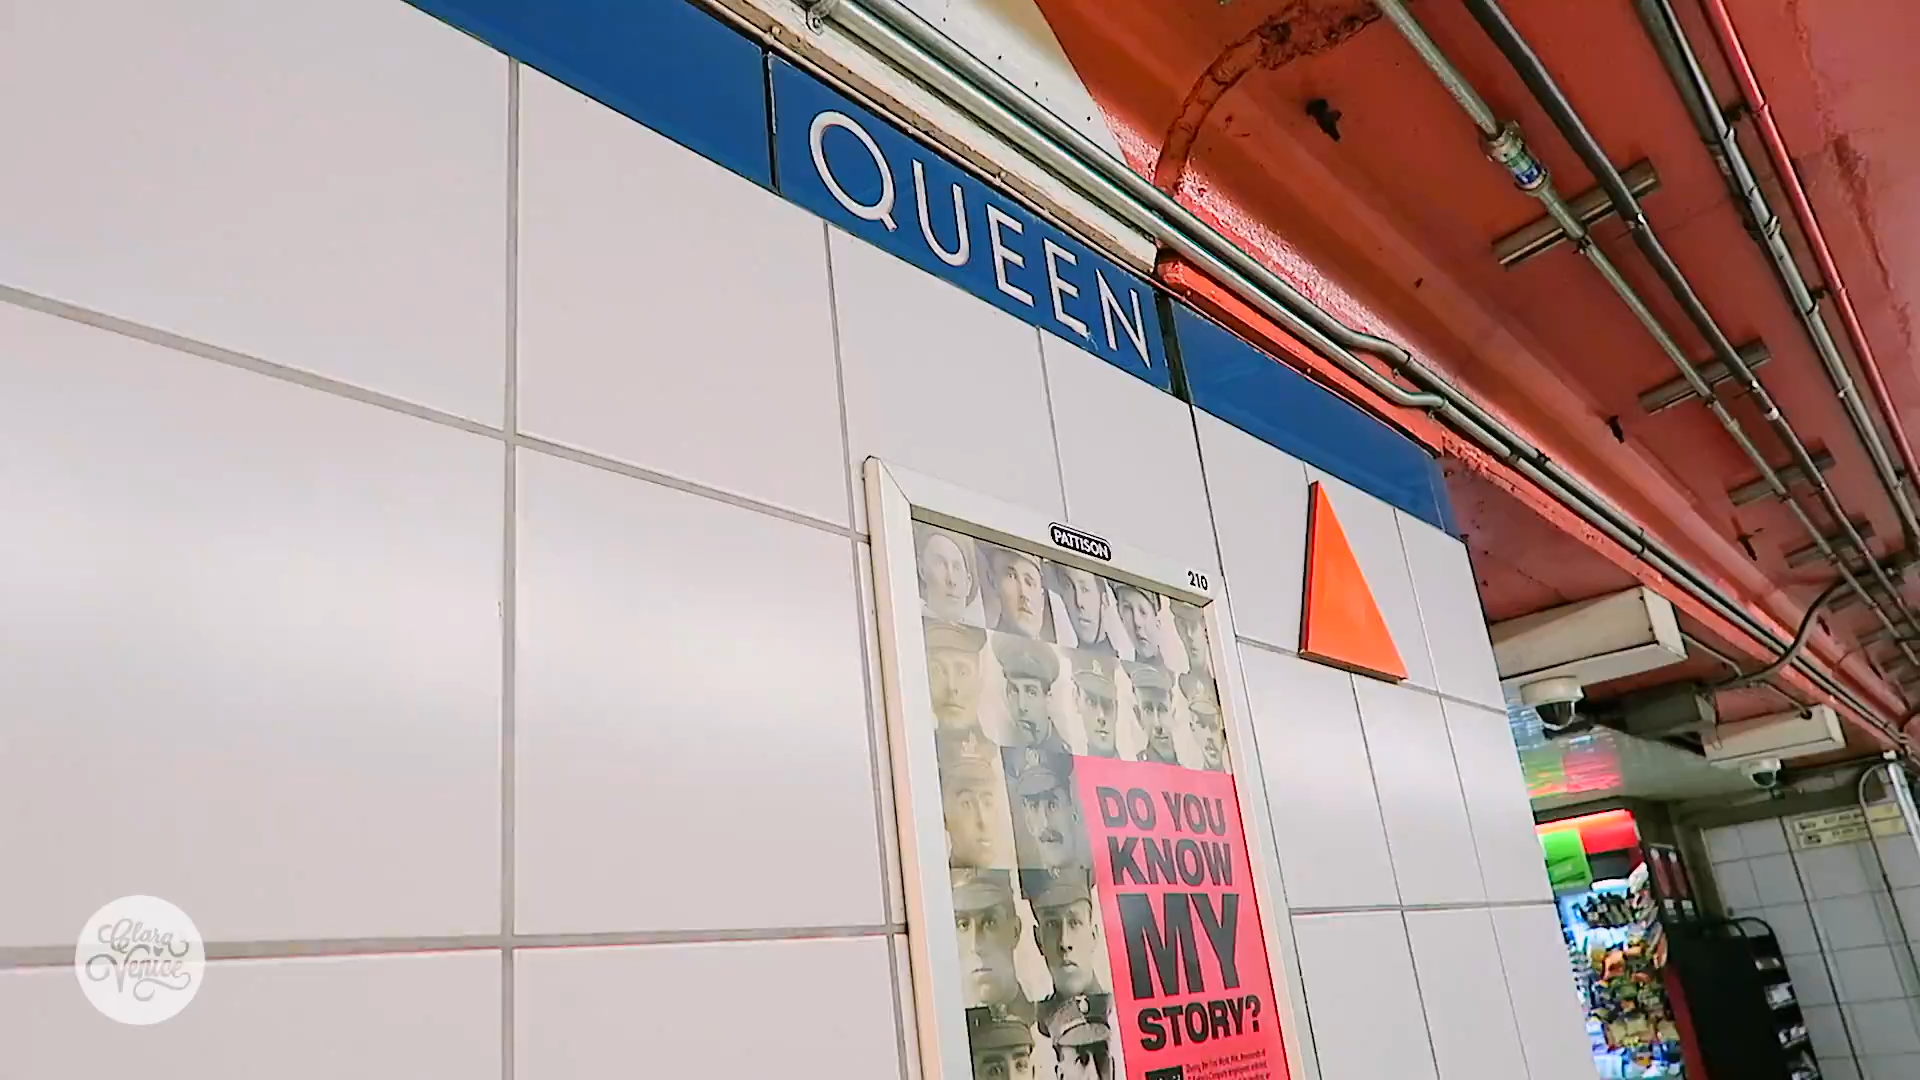 QUEEN
PATTISON
210
DO YOU
KNOW
MY
STORY?
Clara
Venice